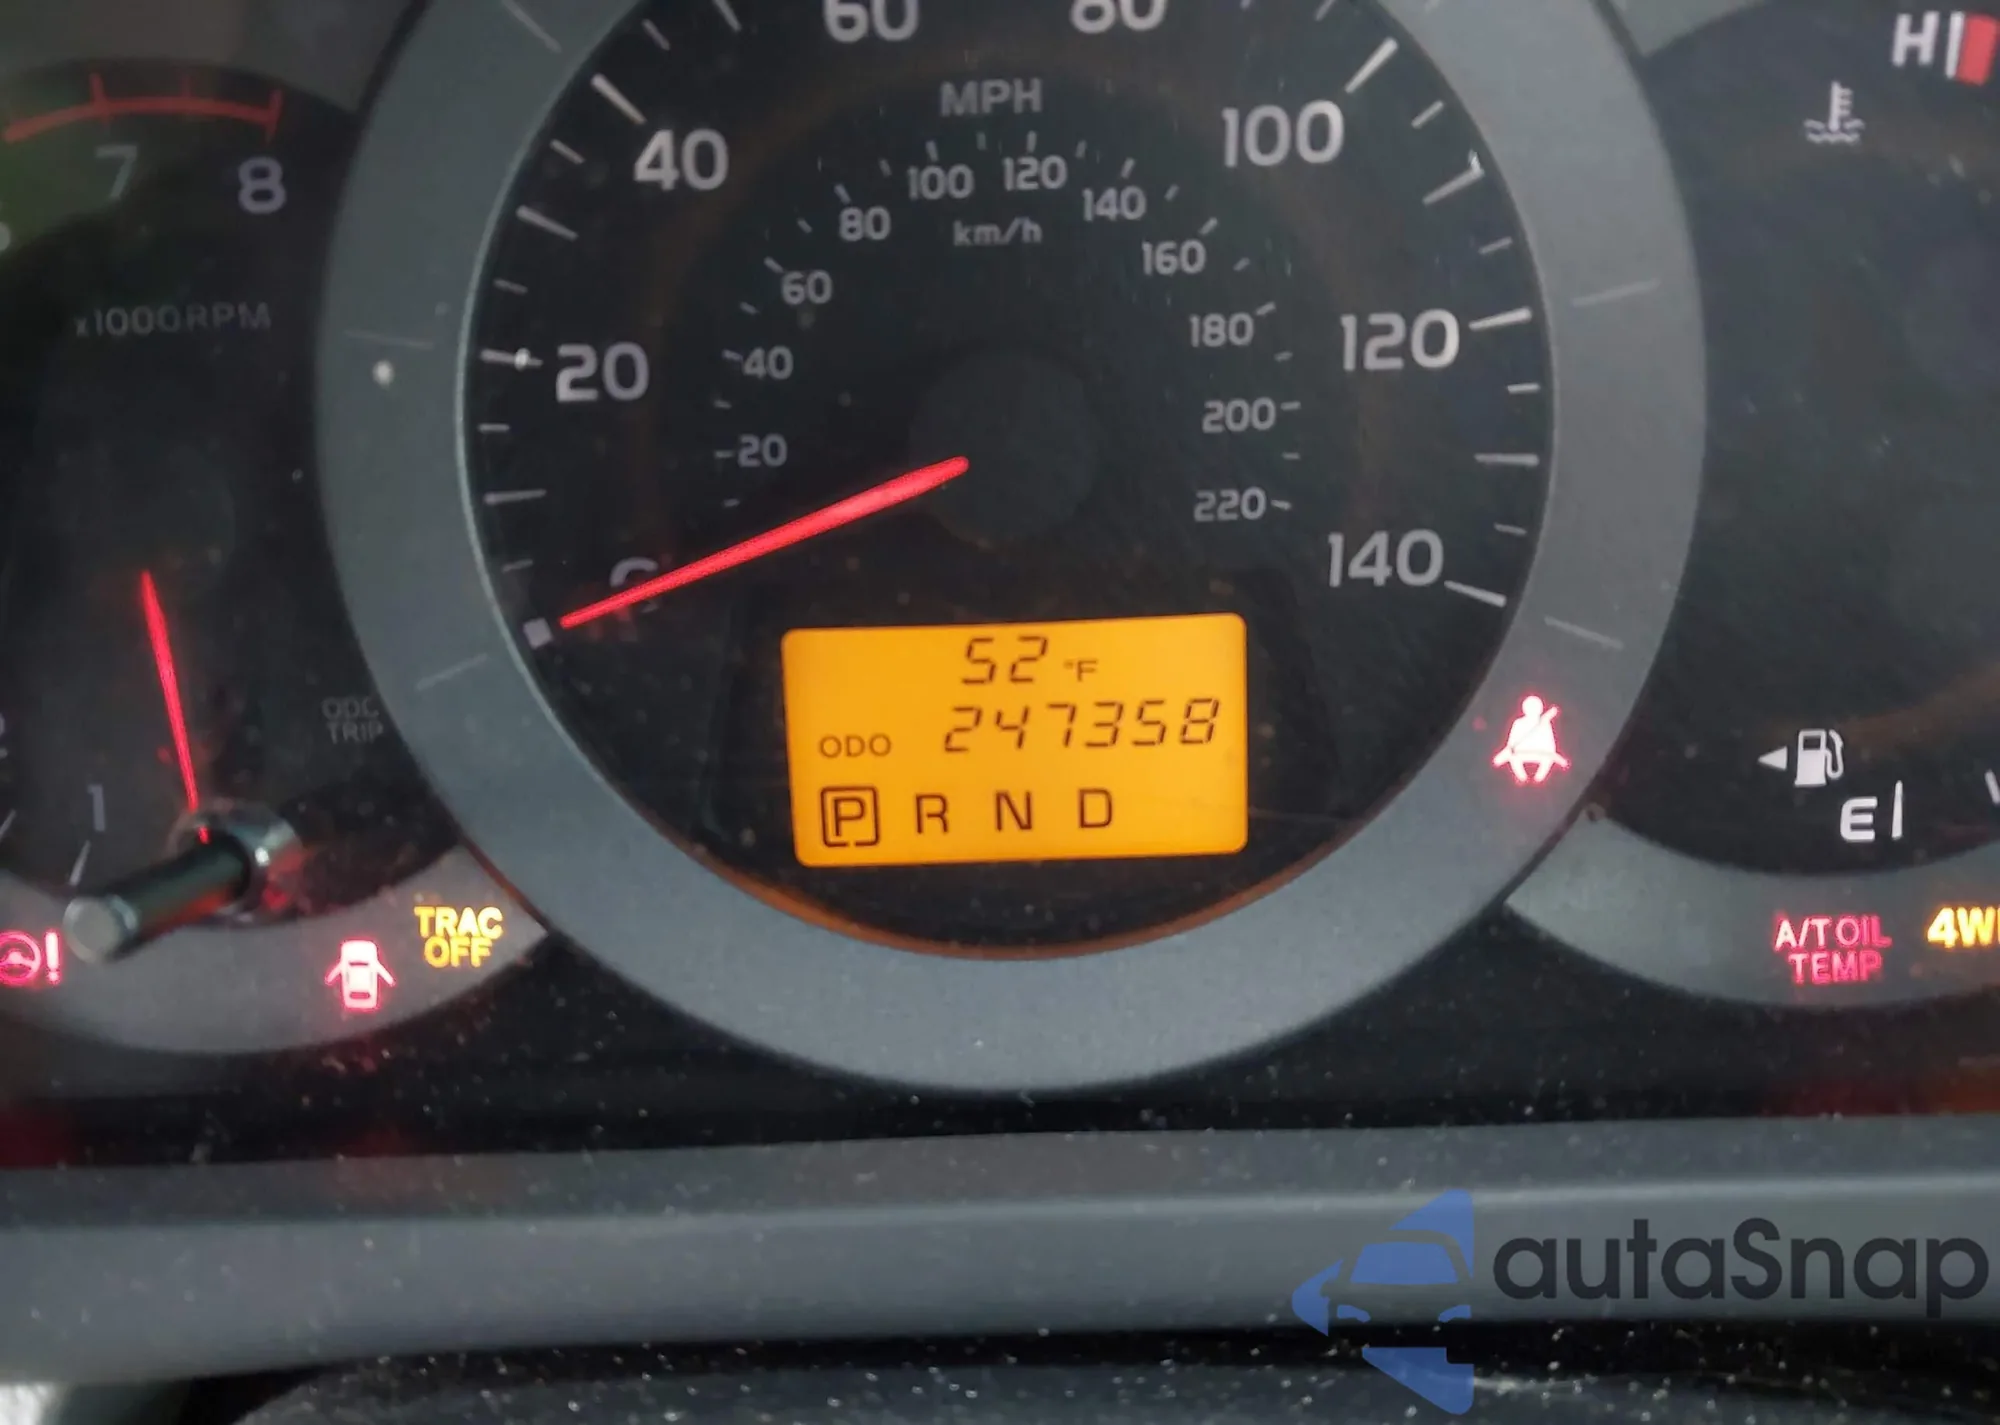 60 80
H
MPH
40 100
7 8
100 120
80 140
km/h
160
60
x1000RPM
180 120
20 40
200
20
220
140
52 °F
ODO
TRIP
ODO 247358
1
E
P R N D
TRAC
OFF
A/T OIL
TEMP
autaSnap